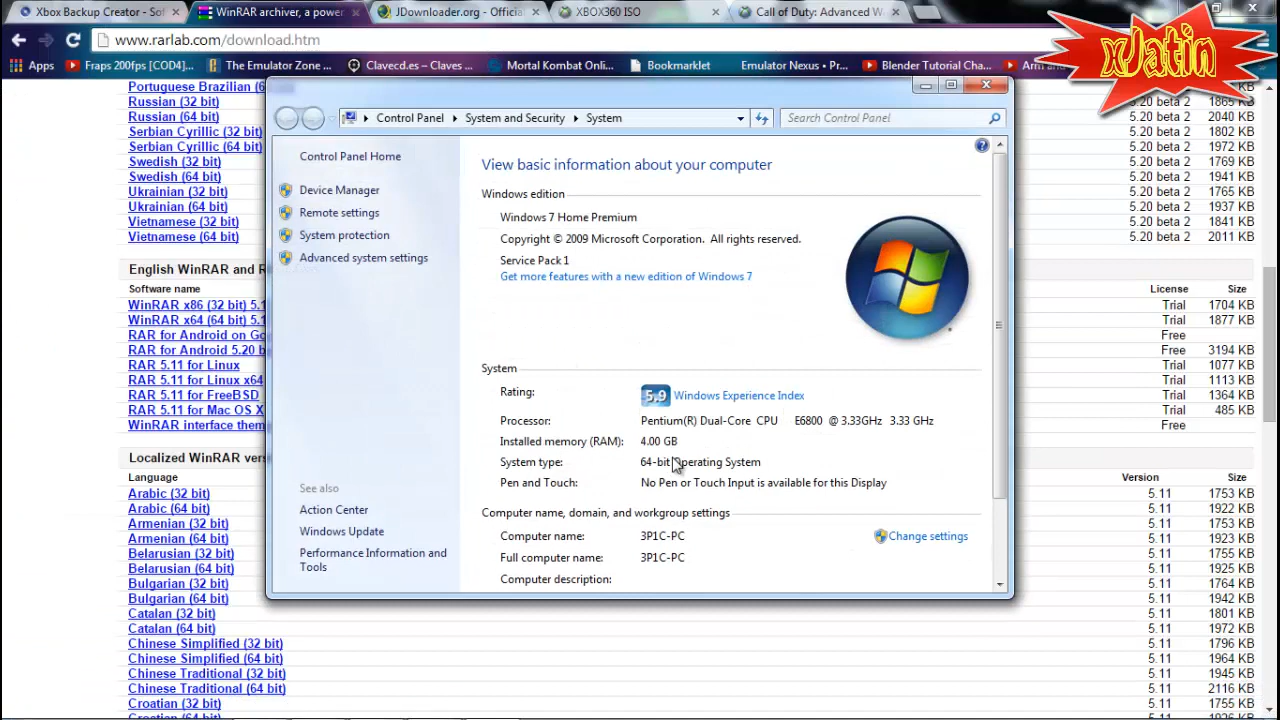 Xbox Backup Creator - Sof
WinRAR archiver, a power
JDownloader.org - Official
XBOX360 ISO
Call of Duty: Advanced W
www.rarlab.com/download.htm
Apps
Fraps 200fps [COD4]...
The Emulator Zone ...
Clavecd.es - Claves ...
Mortal Kombat Onlin...
Bookmarklet
Emulator Nexus • Pr...
Blender Tutorial Cha...
xJatin
Portuguese Brazilian (6
Russian (32 bit) 5.20 beta 2 1865 KB
Russian (64 bit) 5.20 beta 2 2040 KB
Serbian Cyrillic (32 bit) 5.20 beta 2 1802 KB
Serbian Cyrillic (64 bit) 5.20 beta 2 1972 KB
Swedish (32 bit) 5.20 beta 2 1769 KB
Swedish (64 bit) 5.20 beta 2 1941 KB
Ukrainian (32 bit) 5.20 beta 2 1765 KB
Ukrainian (64 bit) 5.20 beta 2 1937 KB
Vietnamese (32 bit) 5.20 beta 2 1841 KB
Vietnamese (64 bit) 5.20 beta 2 2011 KB
English WinRAR and R
Software name License Size
WinRAR x86 (32 bit) 5.1 Trial 1704 KB
WinRAR x64 (64 bit) 5.1 Trial 1877 KB
RAR for Android on Go Free
RAR for Android 5.20 b Free 3194 KB
RAR 5.11 for Linux Trial 1077 KB
RAR 5.11 for Linux x64 Trial 1113 KB
RAR 5.11 for FreeBSD Trial 1364 KB
RAR 5.11 for Mac OS X Trial 485 KB
WinRAR interface them Free
Localized WinRAR vers
Language Version Size
Arabic (32 bit) 5.11 1753 KB
Arabic (64 bit) 5.11 1922 KB
Armenian (32 bit) 5.11 1753 KB
Armenian (64 bit) 5.11 1923 KB
Belarusian (32 bit) 5.11 1755 KB
Belarusian (64 bit) 5.11 1925 KB
Bulgarian (32 bit) 5.11 1764 KB
Bulgarian (64 bit) 5.11 1942 KB
Catalan (32 bit) 5.11 1801 KB
Catalan (64 bit) 5.11 1972 KB
Chinese Simplified (32 bit) 5.11 1796 KB
Chinese Simplified (64 bit) 5.11 1964 KB
Chinese Traditional (32 bit) 5.11 1945 KB
Chinese Traditional (64 bit) 5.11 2116 KB
Croatian (32 bit) 5.11 1755 KB
Control Panel
System and Security
System
Search Control Panel
Control Panel Home
Device Manager
Remote settings
System protection
Advanced system settings
See also
Action Center
Windows Update
Performance Information and
Tools
View basic information about your computer
Windows edition
Windows 7 Home Premium
Copyright © 2009 Microsoft Corporation. All rights reserved.
Service Pack 1
Get more features with a new edition of Windows 7
System
Rating: 5.9 Windows Experience Index
Processor: Pentium(R) Dual-Core CPU E6800 @ 3.33GHz 3.33 GHz
Installed memory (RAM): 4.00 GB
System type: 64-bit Operating System
Pen and Touch: No Pen or Touch Input is available for this Display
Computer name, domain, and workgroup settings
Computer name: 3P1C-PC
Change settings
Full computer name: 3P1C-PC
Computer description: